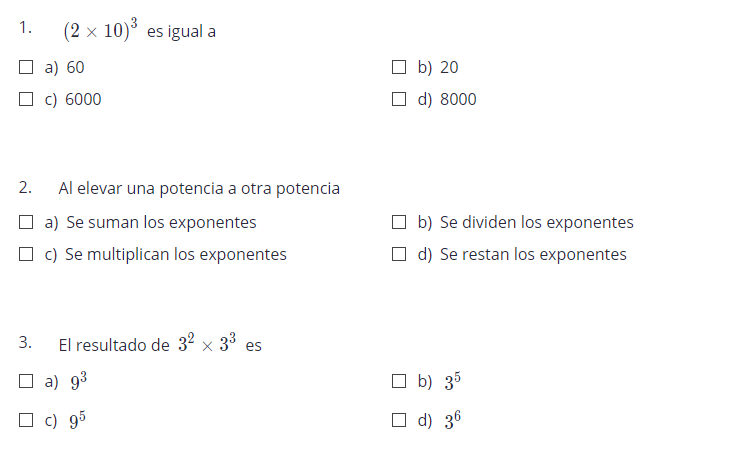 1. (2 × 10)³ es igual a
☐ a) 60 ☐ b) 20
☐ c) 6000 ☐ d) 8000
2. Al elevar una potencia a otra potencia
☐ a) Se suman los exponentes ☐ b) Se dividen los exponentes
☐ c) Se multiplican los exponentes ☐ d) Se restan los exponentes
3. El resultado de 3² × 3³ es
☐ a) 9³ ☐ b) 3⁵
☐ c) 9⁵ ☐ d) 3⁶